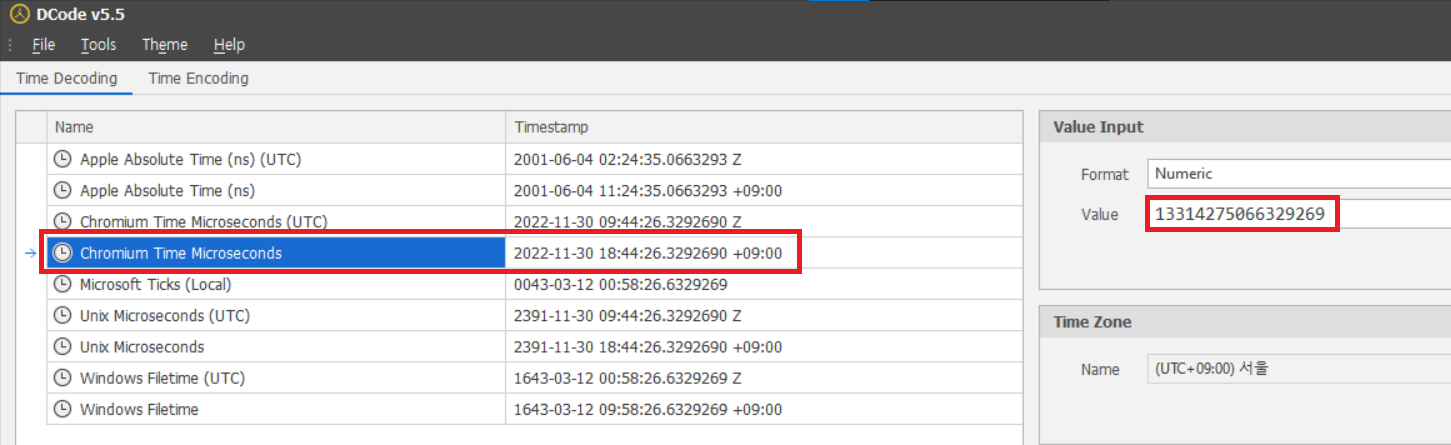 DCode v5.5
File Tools Theme Help
Time Decoding Time Encoding
Name Timestamp
Apple Absolute Time (ns) (UTC) 2001-06-04 02:24:35.0663293 Z
Apple Absolute Time (ns) 2001-06-04 11:24:35.0663293 +09:00
Chromium Time Microseconds (UTC) 2022-11-30 09:44:26.3292690 Z
Chromium Time Microseconds 2022-11-30 18:44:26.3292690 +09:00
Microsoft Ticks (Local) 0043-03-12 00:58:26.6329269
Unix Microseconds (UTC) 2391-11-30 09:44:26.3292690 Z
Unix Microseconds 2391-11-30 18:44:26.3292690 +09:00
Windows Filetime (UTC) 1643-03-12 00:58:26.6329269 Z
Windows Filetime 1643-03-12 09:58:26.6329269 +09:00
Value Input
Format Numeric
Value 13314275066329269
Time Zone
Name (UTC+09:00) 서울